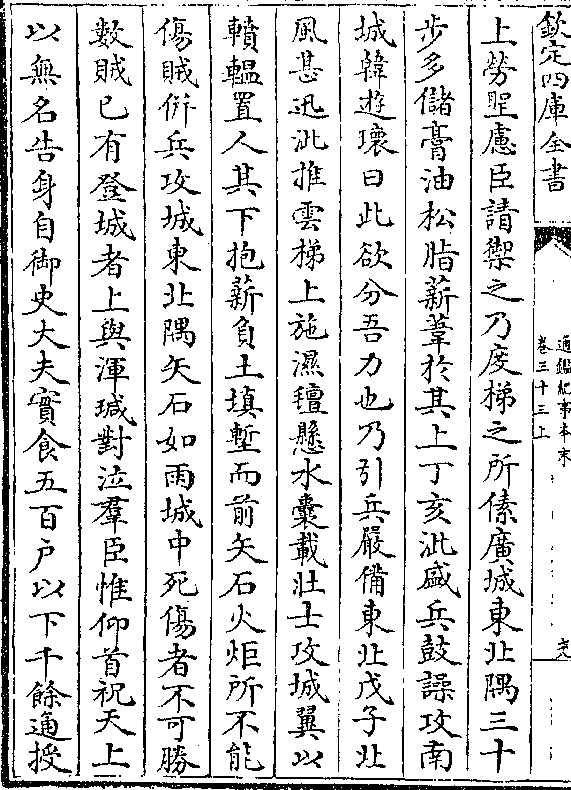 欽定四庫全書
通鑑紀事本末
卷三十三上
上勞聖慮臣請禦之乃度梯之所傃廣城東北隅三十
步多儲膏油松脂薪葦於其上丁亥泚盛兵鼓譟攻南
城韓遊瓌曰此欲分吾力也乃引兵嚴備東北戊子北
風甚迅泚推雲梯上施濕氊懸水囊載壯士攻城翼以
轒轀置人其下抱薪負土填塹而前矢石火炬所不能
傷賊併兵攻城東北隅矢石如雨城中死傷者不可勝
數賊已有登城者上與渾瑊對泣羣臣惟仰首祝天上
以無名告身自御史大夫實食五百户以下千餘通授